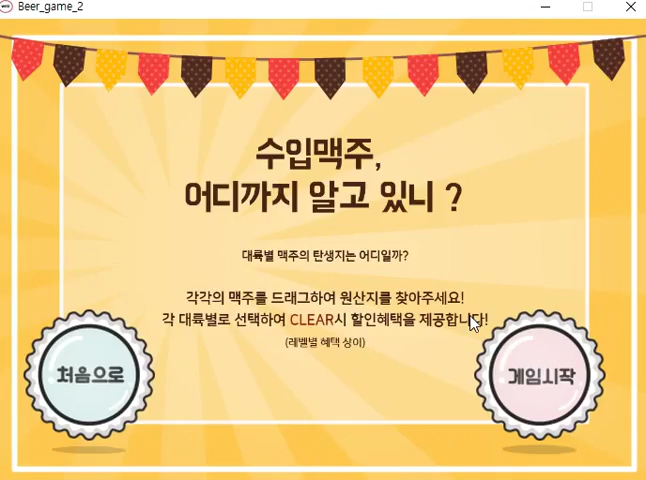 Beer_game_2
수입맥주,
어디까지 알고 있니 ?
대륙별 맥주의 탄생지는 어디일까?
각각의 맥주를 드래그하여 원산지를 찾아주세요!
각 대륙별로 선택하여 CLEAR시 할인혜택을 제공합니다!
(레벨별 혜택 상이)
처음으로
게임시작